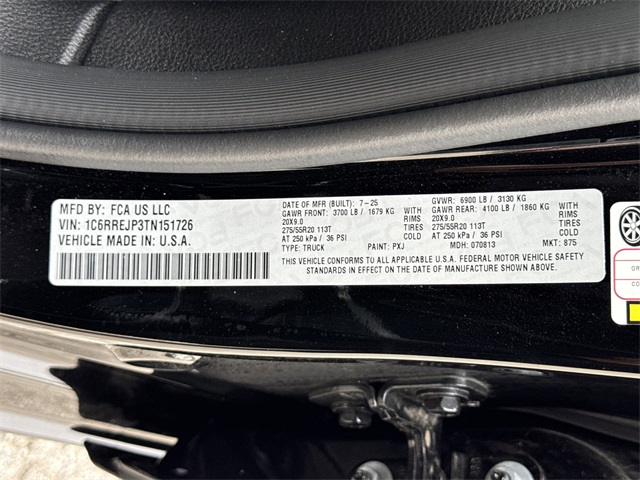 MFD BY: FCA US LLC
VIN: 1C6RREJP3TN151726
VEHICLE MADE IN: U.S.A.
DATE OF MFR (BUILT): 7-25
GAWR FRONT: 3700 LB / 1679 KG WITH
20X9.0 RIMS
275/55R20 113T TIRES
AT 250 kPa / 36 PSI COLD
TYPE: TRUCK PAINT: PXJ
GVWR: 6900 LB / 3130 KG
GAWR REAR: 4100 LB / 1860 KG WITH
20X9.0 RIMS
275/55R20 113T TIRES
AT 250 kPa / 36 PSI COLD
MDH: 070813 MKT: 875
THIS VEHICLE CONFORMS TO ALL APPLICABLE U.S.A. FEDERAL MOTOR VEHICLE SAFETY
STANDARDS IN EFFECT ON THE DATE OF MANUFACTURE SHOWN ABOVE.